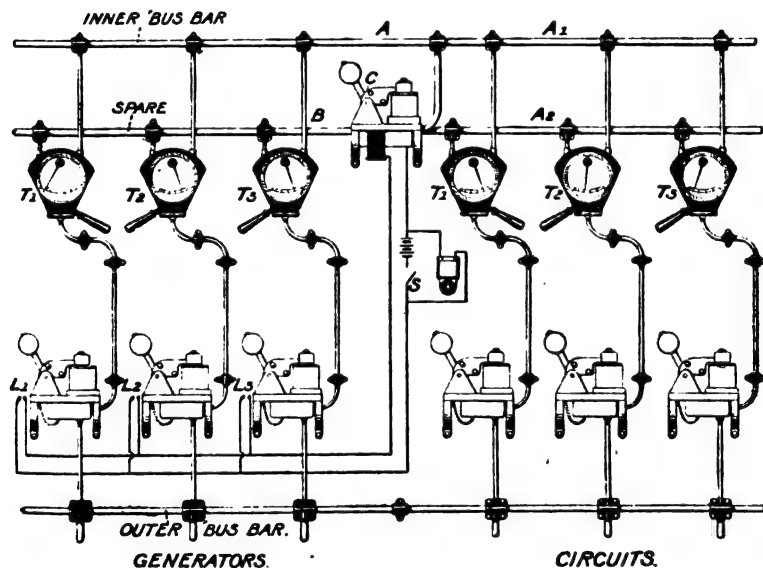 INNER BUS BAR
A
A1
C
SPARE
B
A2
T1
T2
T3
T1
T2
T3
S
L1
L2
L3
OUTER BUS BAR.
GENERATORS.
CIRCUITS.